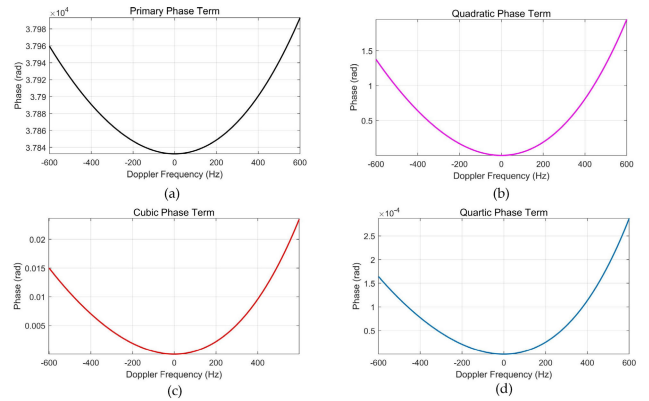 Primary Phase Term
×10⁴
3.798
3.796
3.794
3.792
3.79
3.788
3.786
3.784
Phase (rad)
-600 -400 -200 0 200 400 600
Doppler Frequency (Hz)
(a)
Quadratic Phase Term
1.5
1
0.5
Phase (rad)
-600 -400 -200 0 200 400 600
Doppler Frequency (Hz)
(b)
Cubic Phase Term
0.02
0.015
0.01
0.005
Phase (rad)
-600 -400 -200 0 200 400
Doppler Frequency (Hz)
(c)
Quartic Phase Term
×10⁻⁴
2.5
2
1.5
1
0.5
Phase (rad)
-600 -400 -200 0 200 400 600
Doppler Frequency (Hz)
(d)